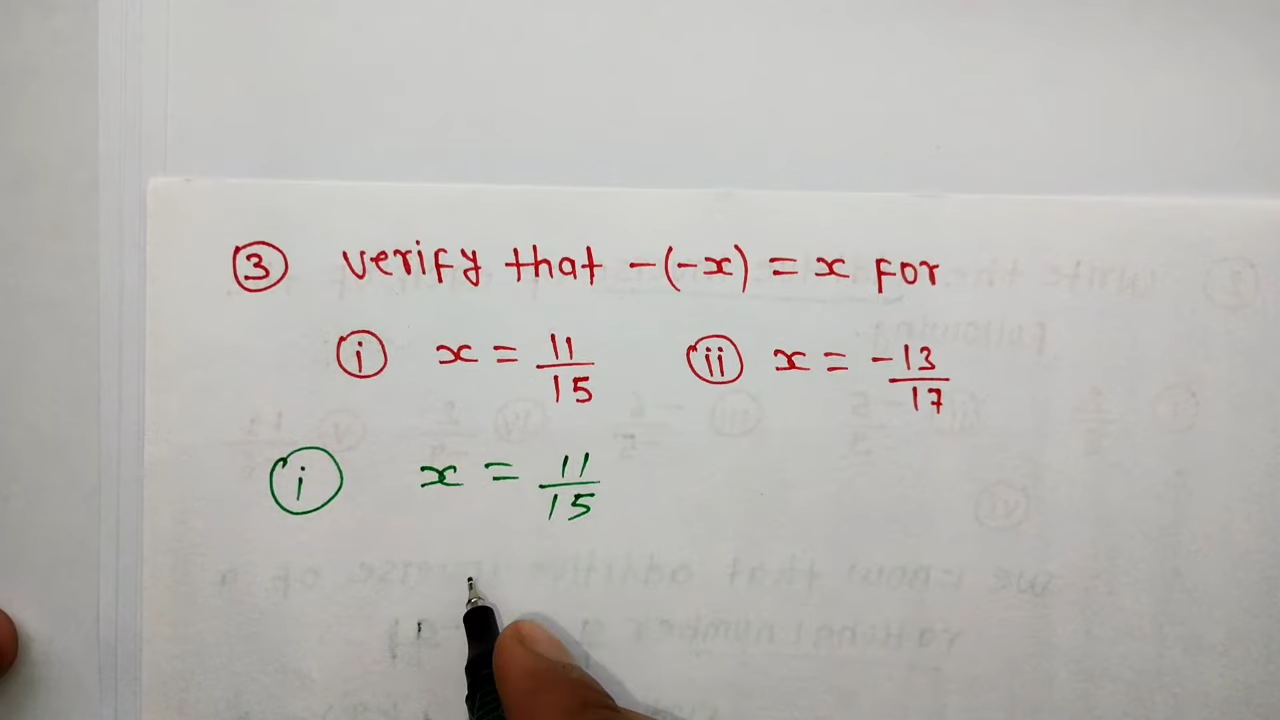 ③ verify that -(-x) = x for
ⓘ x = 11/15 ⓘⓘ x = -13/17
ⓘ x = 11/15